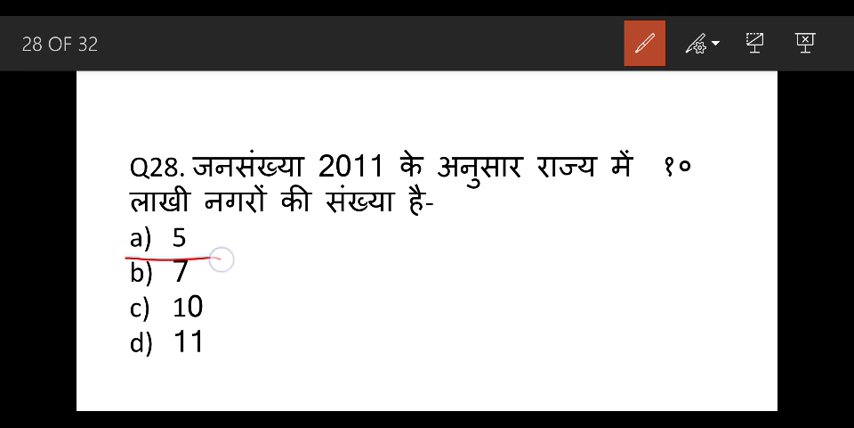 28 OF 32
Q28. जनसंख्या 2011 के अनुसार राज्य में १०
लाखी नगरों की संख्या है-
a) 5
b) 7
c) 10
d) 11